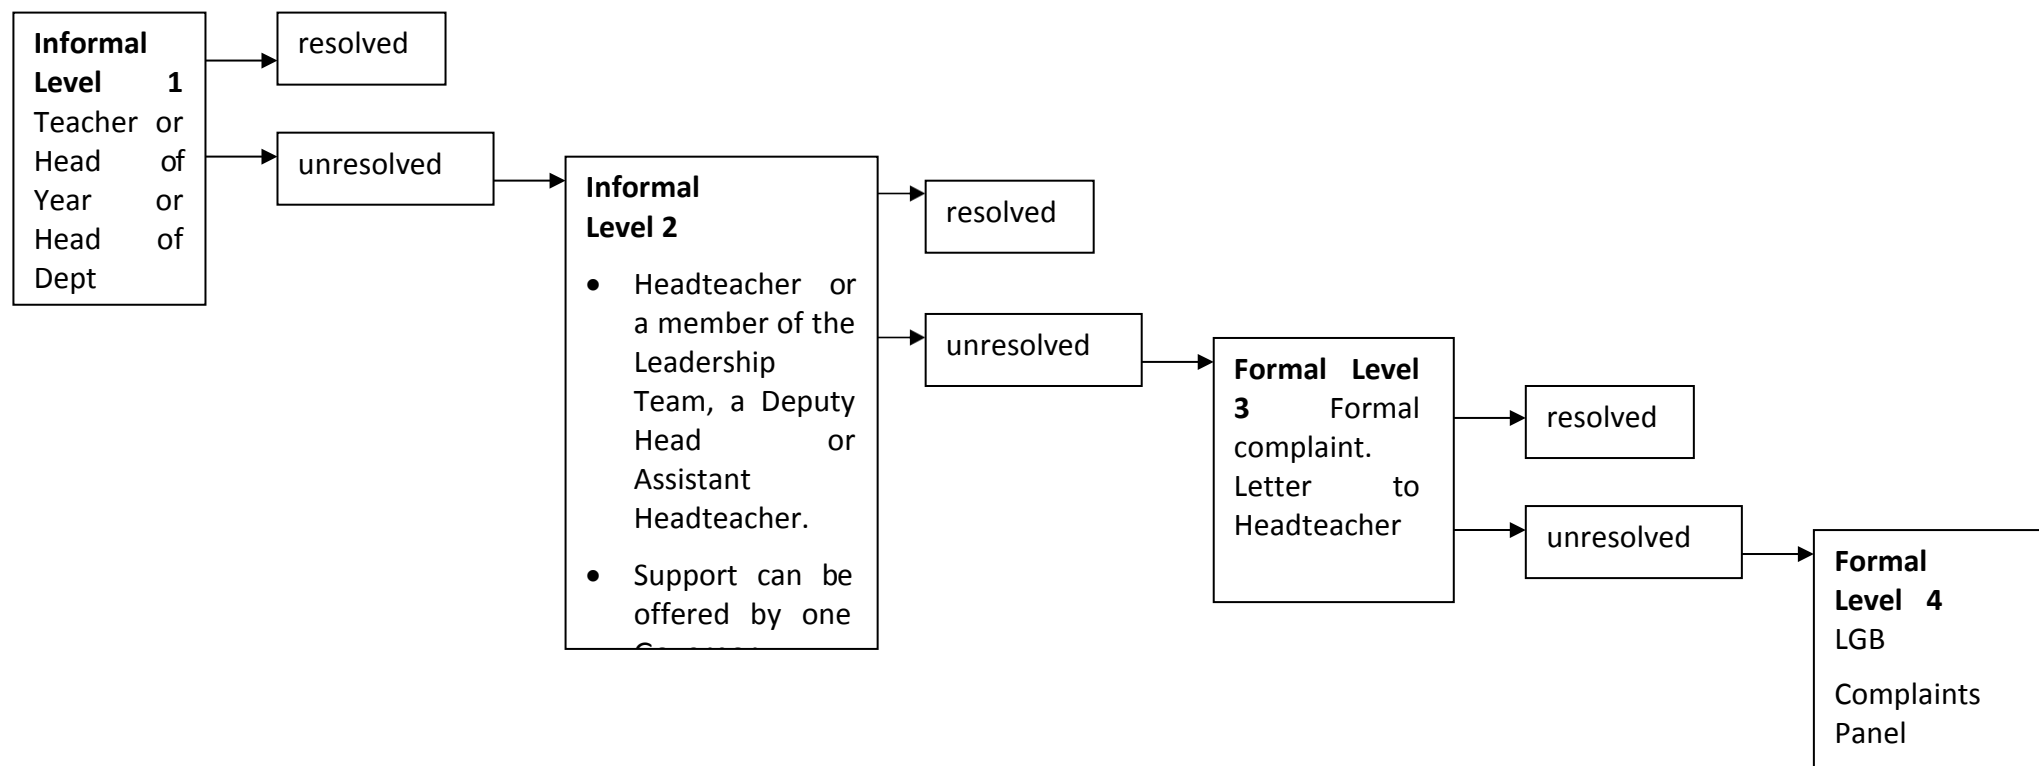 Informal
Level 1
Teacher or
Head of
Year or
Head of
Dept
resolved
unresolved
Informal
Level 2
• Headteacher or
a member of the
Leadership
Team, a Deputy
Head or
Assistant
Headteacher.
• Support can be
offered by one
resolved
unresolved
Formal Level
3 Formal
complaint.
Letter to
Headteacher
resolved
unresolved
Formal
Level 4
LGB
Complaints
Panel